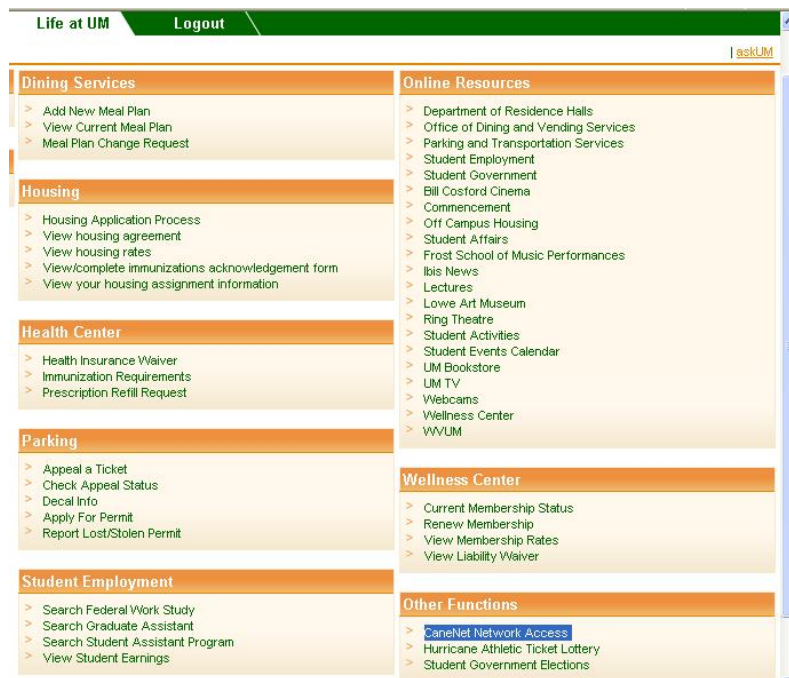 Life at UM
Logout
| askUM
Dining Services
> Add New Meal Plan
> View Current Meal Plan
> Meal Plan Change Request
Housing
> Housing Application Process
> View housing agreement
> View housing rates
> View/complete immunizations acknowledgement form
> View your housing assignment information
Health Center
> Health Insurance Waiver
> Immunization Requirements
> Prescription Refill Request
Parking
> Appeal a Ticket
> Check Appeal Status
> Decal Info
> Apply For Permit
> Report Lost/Stolen Permit
Student Employment
> Search Federal Work Study
> Search Graduate Assistant
> Search Student Assistant Program
> View Student Earnings
Online Resources
> Department of Residence Halls
> Office of Dining and Vending Services
> Parking and Transportation Services
> Student Employment
> Student Government
> Bill Cosford Cinema
> Commencement
> Off Campus Housing
> Student Affairs
> Frost School of Music Performances
> Ibis News
> Lectures
> Lowe Art Museum
> Ring Theatre
> Student Activities
> Student Events Calendar
> UM Bookstore
> UM TV
> Webcams
> Wellness Center
> WVUM
Wellness Center
> Current Membership Status
> Renew Membership
> View Membership Rates
> View Liability Waiver
Other Functions
> CaneNet Network Access
> Hurricane Athletic Ticket Lottery
> Student Government Elections